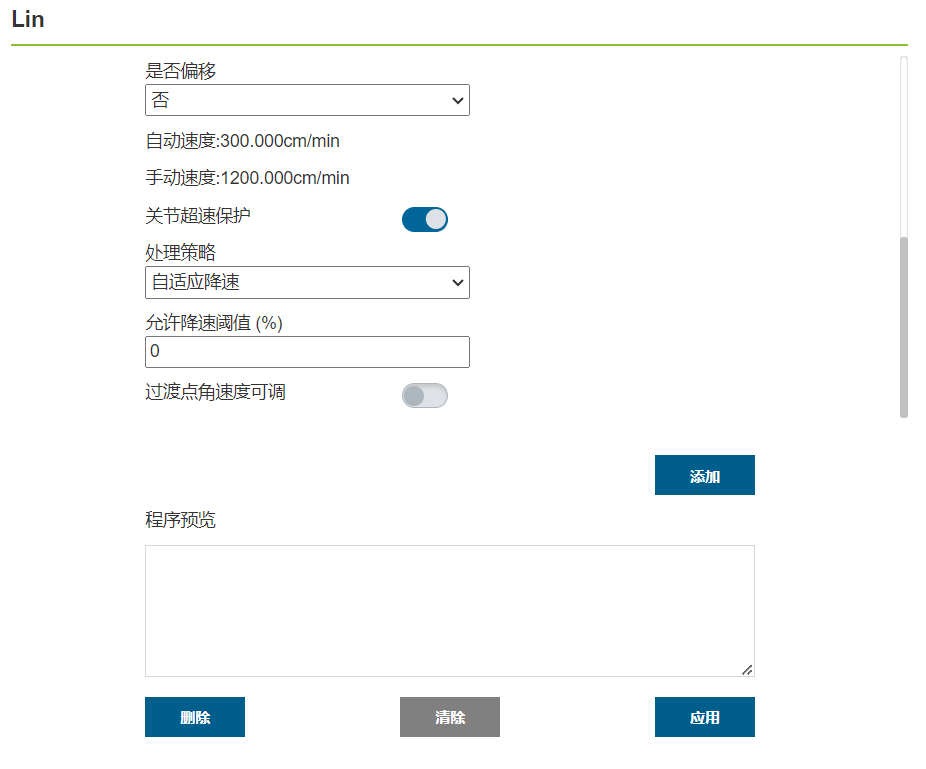 Lin
是否偏移
否
自动速度:300.000cm/min
手动速度:1200.000cm/min
关节超速保护
处理策略
自适应降速
允许降速阈值 (%)
0
过渡点角速度可调
添加
程序预览
删除
清除
应用